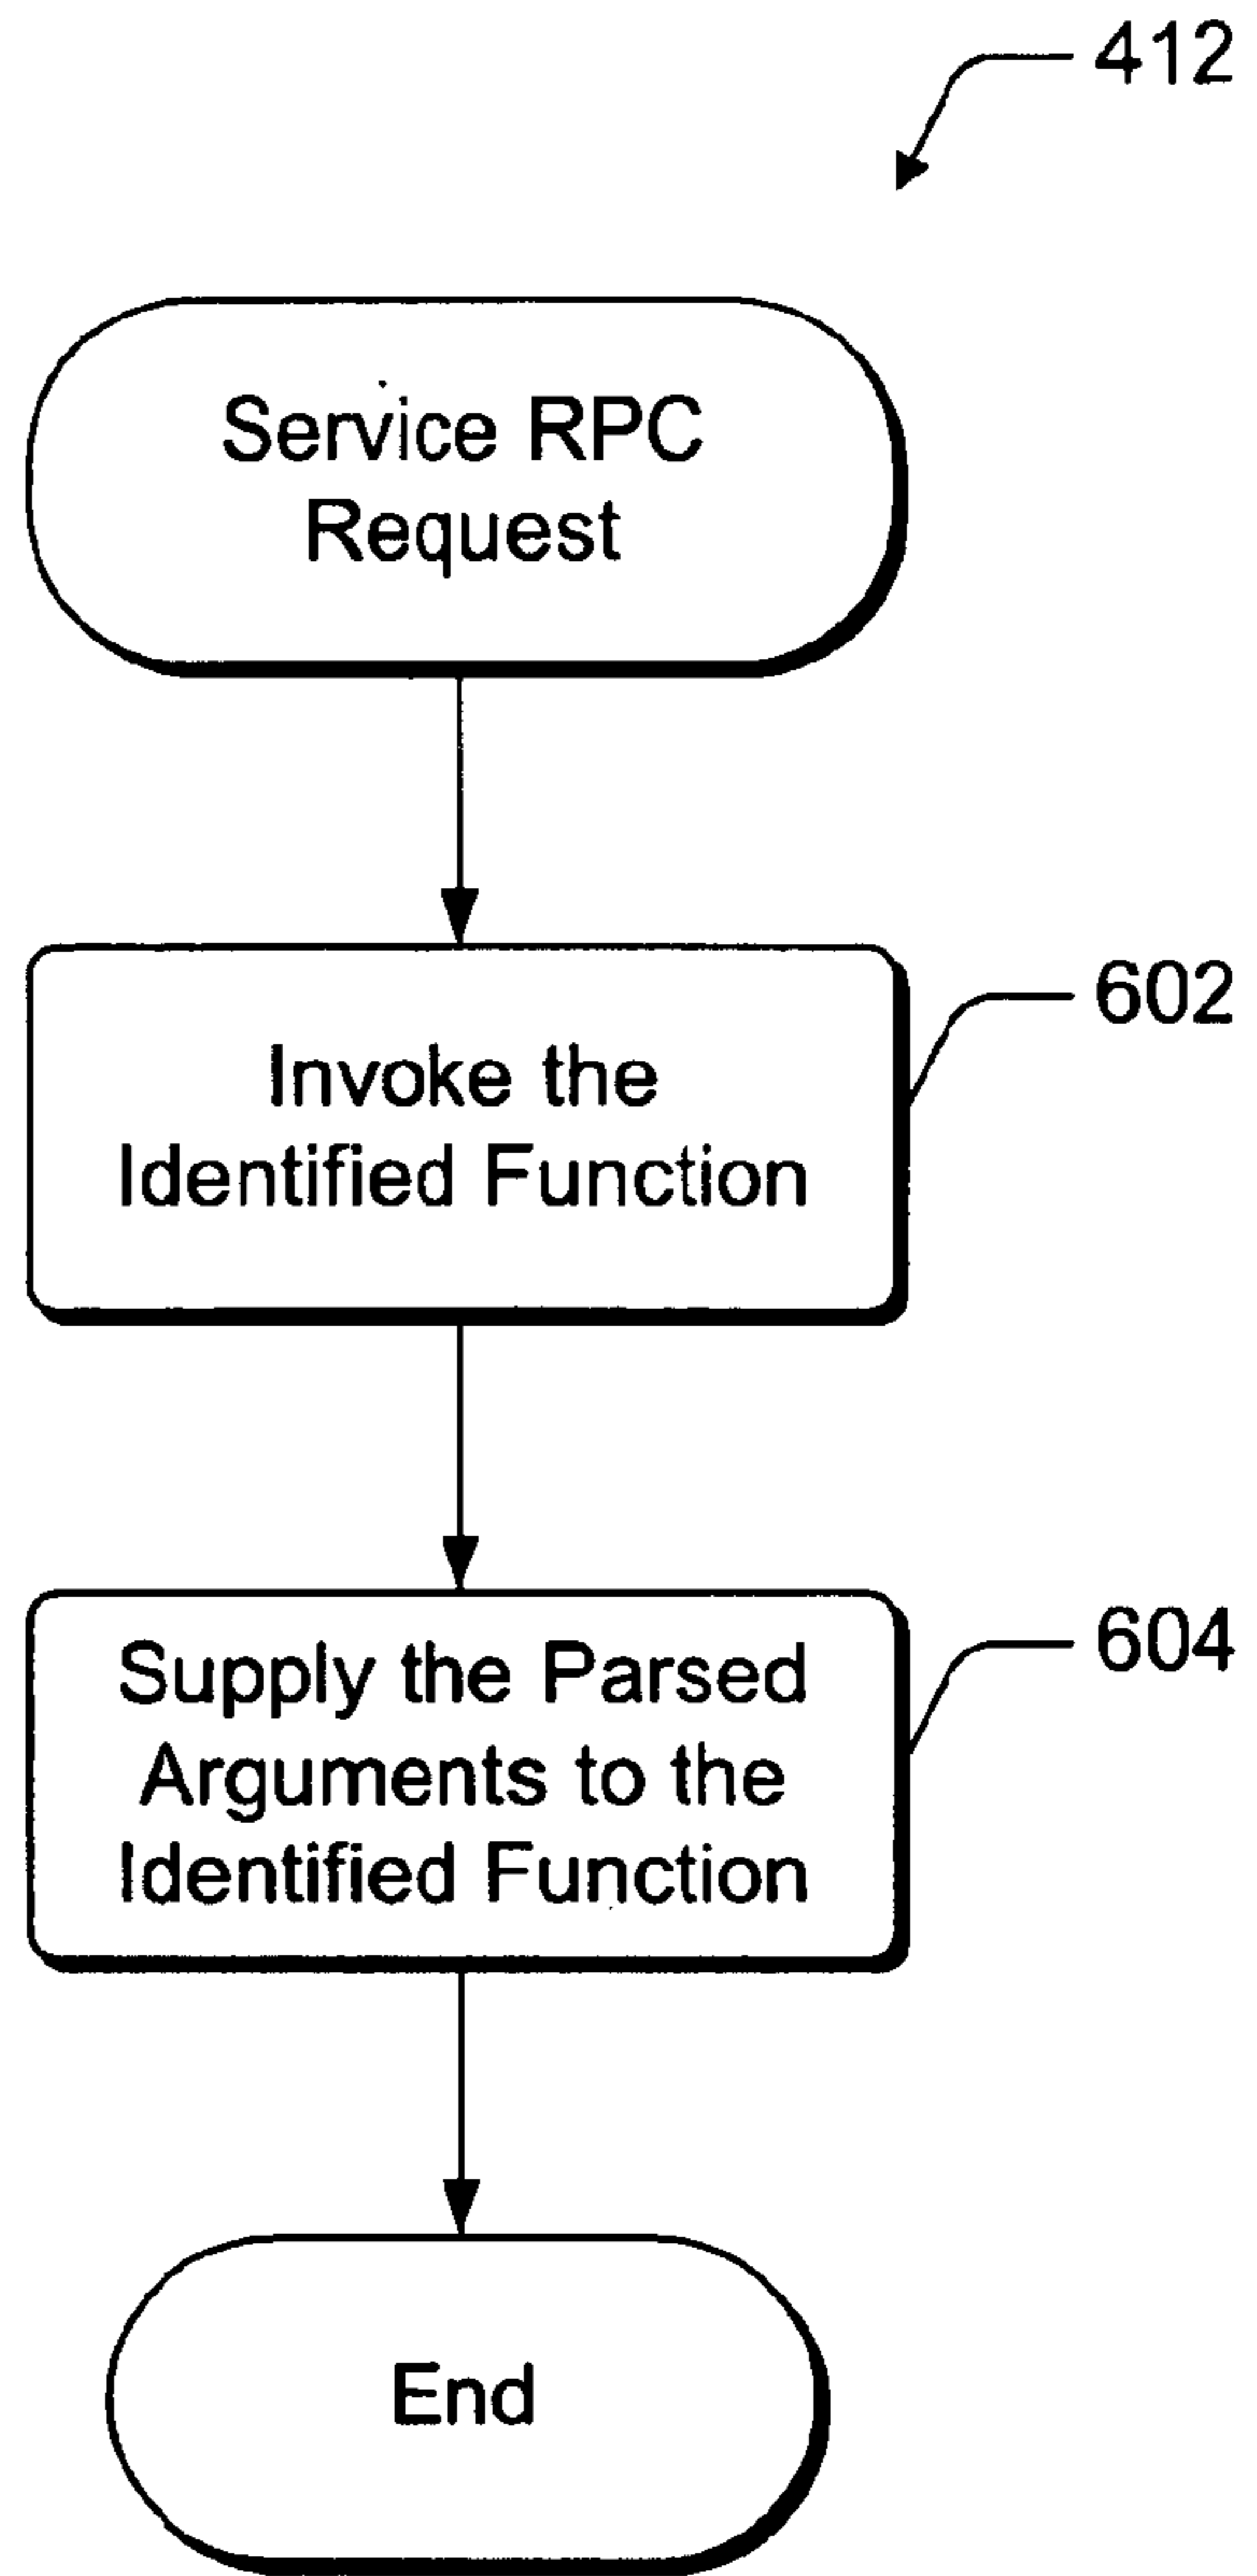 412
Service RPC
Request
602
Invoke the
Identified Function
604
Supply the Parsed
Arguments to the
Identified Function
End